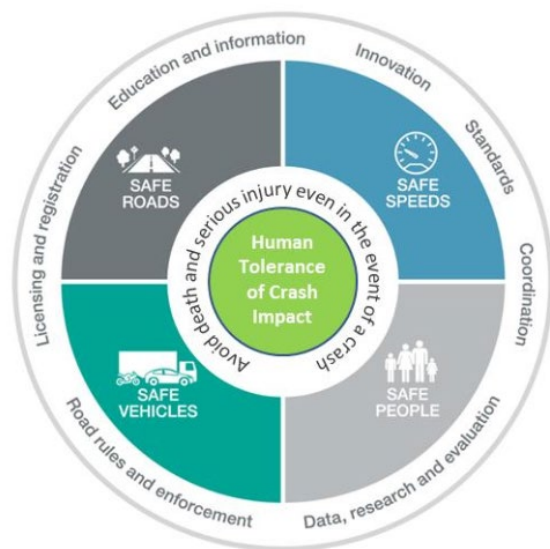 Education and information
Innovation
Standards
Coordination
Data, research and evaluation
Road rules and enforcement
Licensing and registration
SAFE
ROADS
SAFE
SPEEDS
SAFE
VEHICLES
SAFE
PEOPLE
Avoid death and serious injury even in the event of a crash
Human
Tolerance
of Crash
Impact